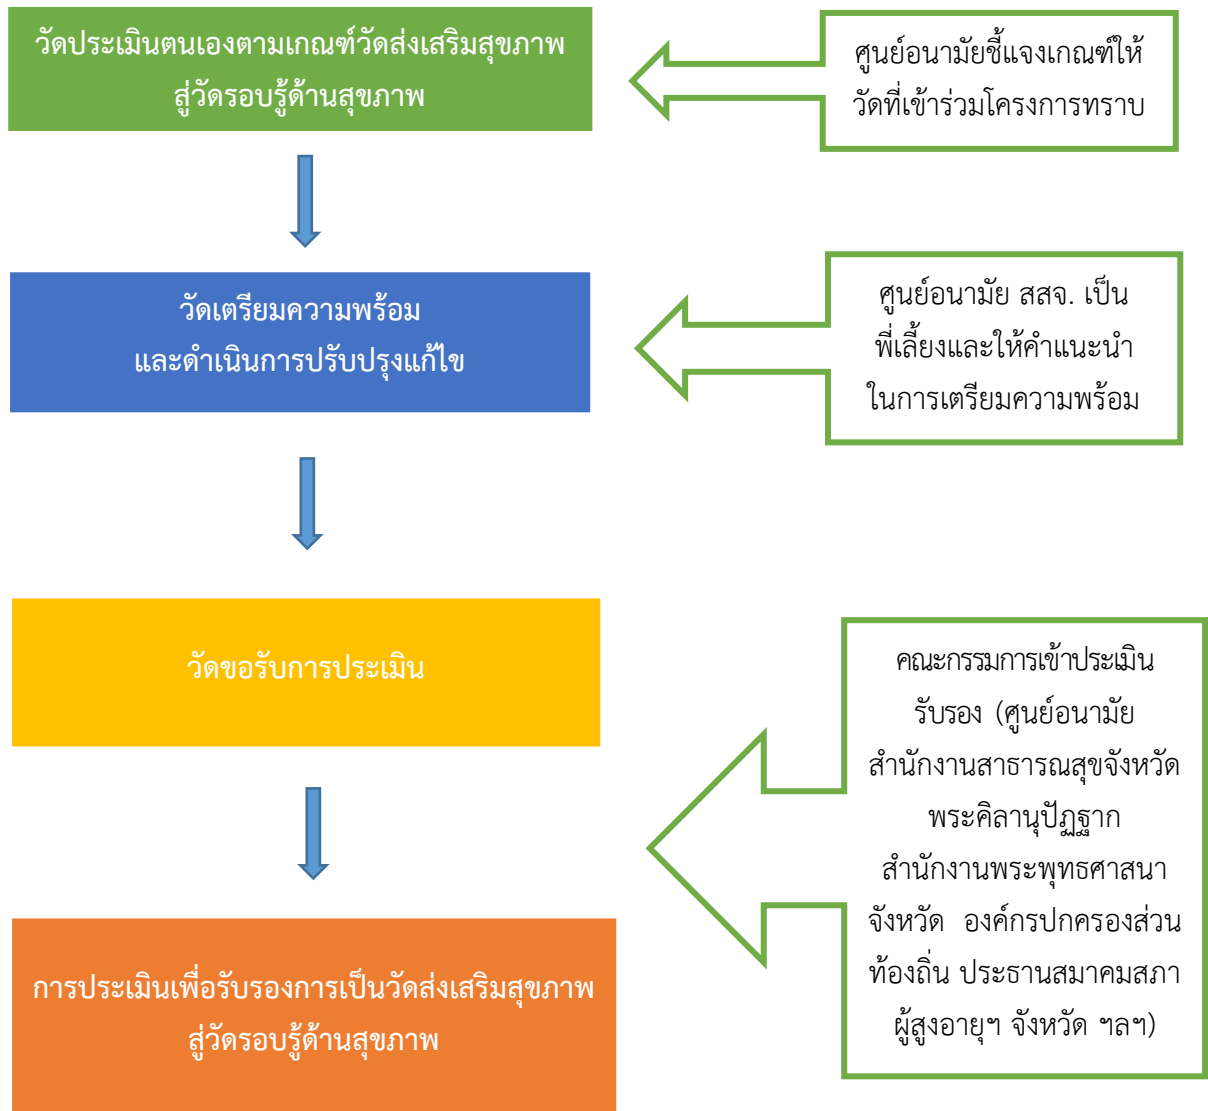 วัดประเมินตนเองตามเกณฑ์วัดส่งเสริมสุขภาพ
สู่วัดรอบรู้ด้านสุขภาพ
ศูนย์อนามัยชี้แจงเกณฑ์ให้
วัดที่เข้าร่วมโครงการทราบ
วัดเตรียมความพร้อม
และดำเนินการปรับปรุงแก้ไข
ศูนย์อนามัย สสจ. เป็น
พี่เลี้ยงและให้คำแนะนำ
ในการเตรียมความพร้อม
วัดขอรับการประเมิน
คณะกรรมการเข้าประเมิน
รับรอง (ศูนย์อนามัย
สำนักงานสาธารณสุขจังหวัด
พระคิลานุปัฏฐาก
สำนักงานพระพุทธศาสนา
จังหวัด องค์กรปกครองส่วน
ท้องถิ่น ประธานสมาคมสภา
ผู้สูงอายุฯ จังหวัด ฯลฯ)
การประเมินเพื่อรับรองการเป็นวัดส่งเสริมสุขภาพ
สู่วัดรอบรู้ด้านสุขภาพ